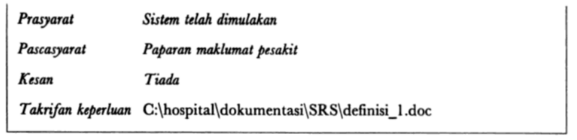 Prasyarat Sistem telah dimulakan
Pascasyarat Paparan maklumat pesakit
Kesan Tiada
Takrifan keperluan C:\hospital\dokumentasi\SRS\definisi_1.doc